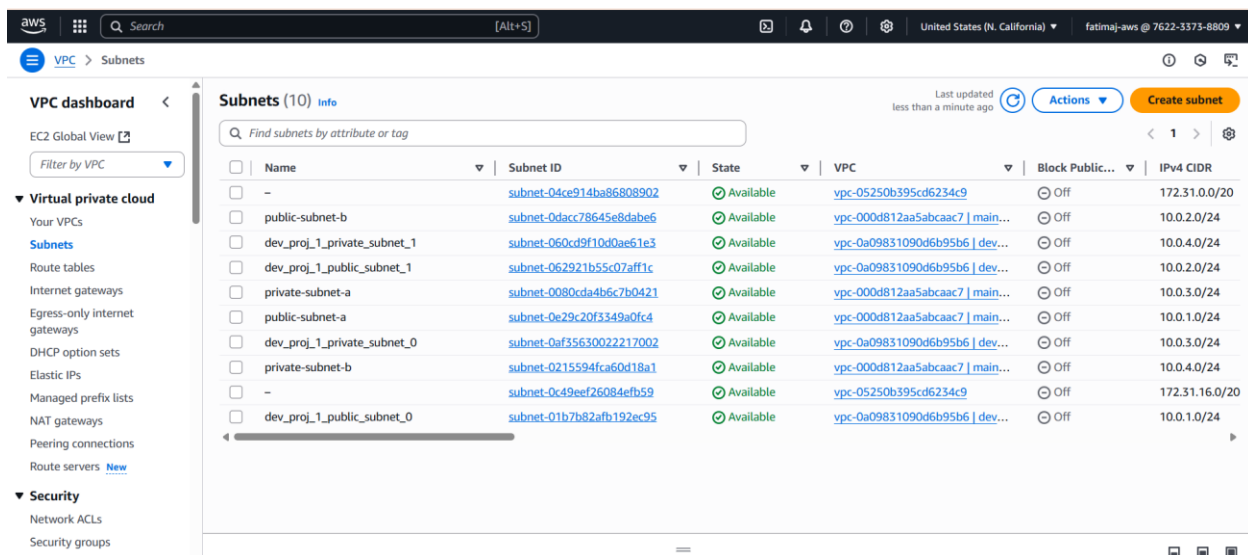 aws Search [Alt+S] United States (N. California) ▼ fatimaj-aws @ 7622-3373-8809 ▼
VPC > Subnets
VPC dashboard
EC2 Global View
Filter by VPC ▼
▼ Virtual private cloud
Your VPCs
Subnets
Route tables
Internet gateways
Egress-only internet
gateways
DHCP option sets
Elastic IPs
Managed prefix lists
NAT gateways
Peering connections
Route servers New
▼ Security
Network ACLs
Security groups
Subnets (10) Info
Last updated
less than a minute ago
Actions ▼ Create subnet
Find subnets by attribute or tag
< 1 >
Name Subnet ID State VPC Block Public... IPv4 CIDR
– subnet-04ce914ba86808902 Available vpc-05250b395cd6234c9 Off 172.31.0.0/20
public-subnet-b subnet-0dacc78645e8dabe6 Available vpc-000d812aa5abcaac7 | main... Off 10.0.2.0/24
dev_proj_1_private_subnet_1 subnet-060cd9f10d0ae61e3 Available vpc-0a09831090d6b95b6 | dev... Off 10.0.4.0/24
dev_proj_1_public_subnet_1 subnet-062921b55c07aff1c Available vpc-0a09831090d6b95b6 | dev... Off 10.0.2.0/24
private-subnet-a subnet-0080cda4b6c7b0421 Available vpc-000d812aa5abcaac7 | main... Off 10.0.3.0/24
public-subnet-a subnet-0e29c20f3349a0fc4 Available vpc-000d812aa5abcaac7 | main... Off 10.0.1.0/24
dev_proj_1_private_subnet_0 subnet-0af35630022217002 Available vpc-0a09831090d6b95b6 | dev... Off 10.0.3.0/24
private-subnet-b subnet-0215594fca60d18a1 Available vpc-000d812aa5abcaac7 | main... Off 10.0.4.0/24
– subnet-0c49eef26084efb59 Available vpc-05250b395cd6234c9 Off 172.31.16.0/20
dev_proj_1_public_subnet_0 subnet-01b7b82afb192ec95 Available vpc-0a09831090d6b95b6 | dev... Off 10.0.1.0/24